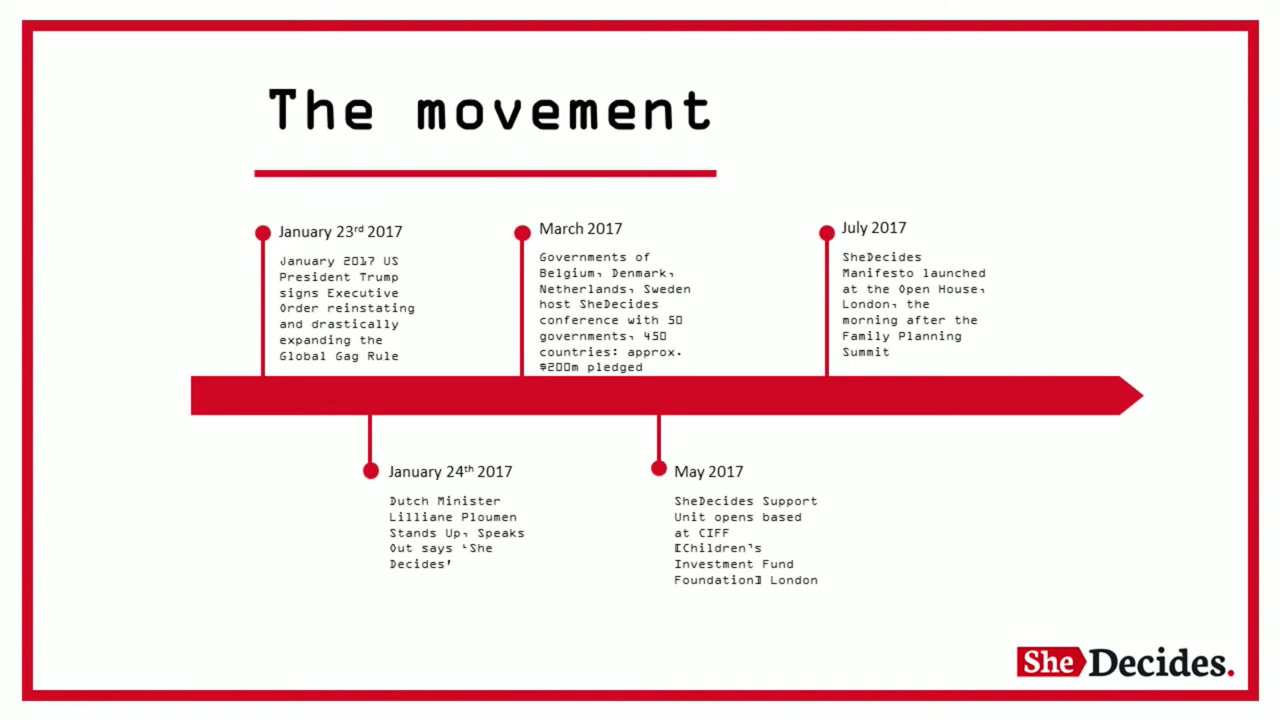 The movement
January 23rd 2017
January 2017 US
President Trump
signs Executive
Order reinstating
and drastically
expanding the
Global Gag Rule
January 24th 2017
Dutch Minister
Lilliane Ploumen
Stands Up, Speaks
Out says ‘She
Decides’
March 2017
Governments of
Belgium, Denmark,
Netherlands, Sweden
host SheDecides
conference with 50
governments, 450
countries: approx.
$200m pledged
May 2017
SheDecides Support
Unit opens based
at CIFF
[Children’s
Investment Fund
Foundation] London
July 2017
SheDecides
Manifesto launched
at the Open House,
London, the
morning after the
Family Planning
Summit
She Decides.